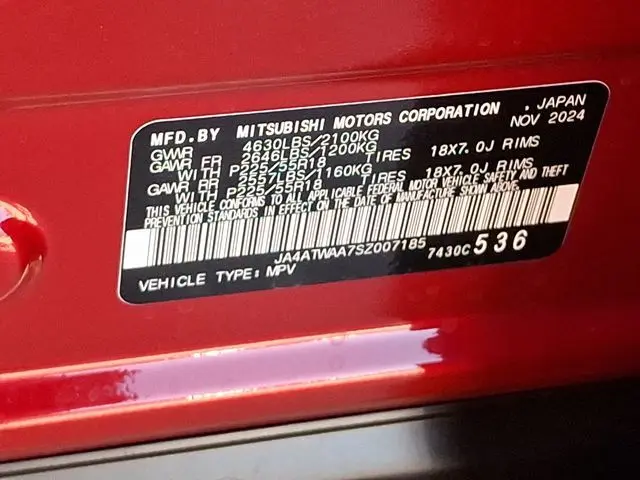 MFD.BY MITSUBISHI MOTORS CORPORATION , JAPAN
NOV 2024
GVWR 4630LBS/2100KG
GAWR FR 2646LBS/1200KG
WITH P225/55R18 TIRES 18X7.0J RIMS
GAWR RR 2557LBS/1160KG
WITH P225/55R18 TIRES 18X7.0J RIMS
THIS VEHICLE CONFORMS TO ALL APPLICABLE FEDERAL MOTOR VEHICLE SAFETY AND THEFT
PREVENTION STANDARDS IN EFFECT ON THE DATE OF MANUFACTURE SHOWN ABOVE.
JA4ATWAA7SZ007185 7430C 536
VEHICLE TYPE: MPV